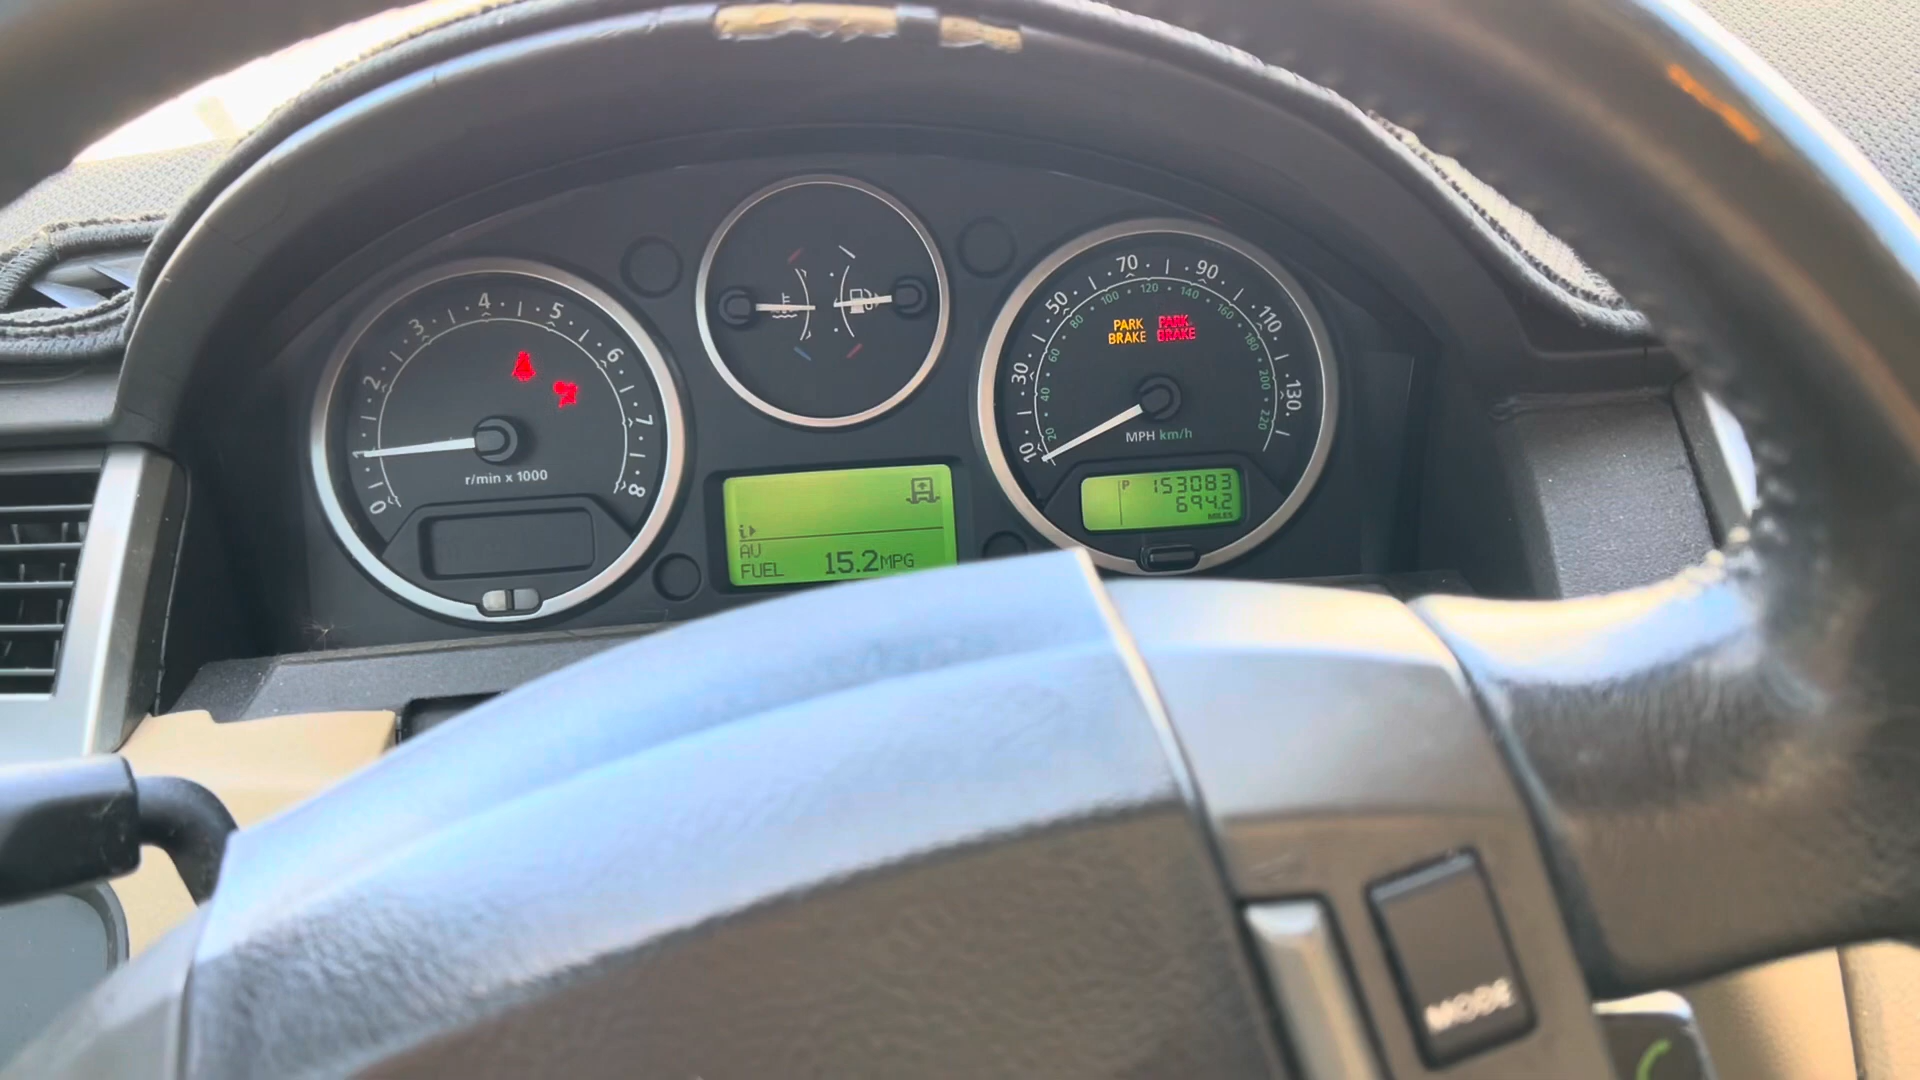 0 1 2 3 4 5 6 7 8
r/min x 1000
10 30 50 70 90 110 130
20 40 60 80 100 120 140 160 180 200 220
PARK PARK
BRAKE BRAKE
MPH km/h
P 153083
694.2
MILES
i
AV
FUEL 15.2MPG
MODE